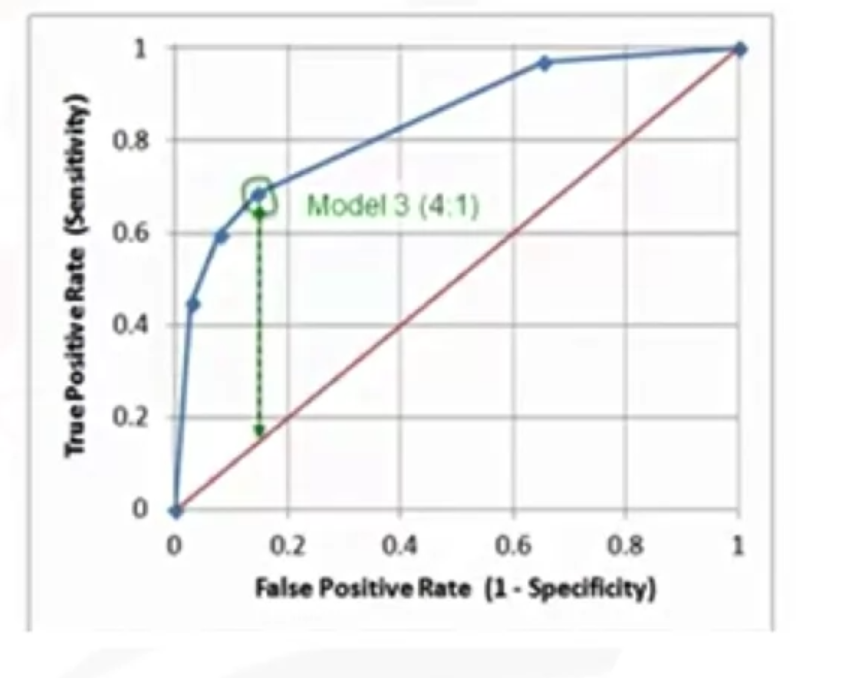 True Positive Rate (Sensitivity)
1
0.8
0.6
0.4
0.2
0
Model 3 (4:1)
0 0.2 0.4 0.6 0.8 1
False Positive Rate (1 - Specificity)